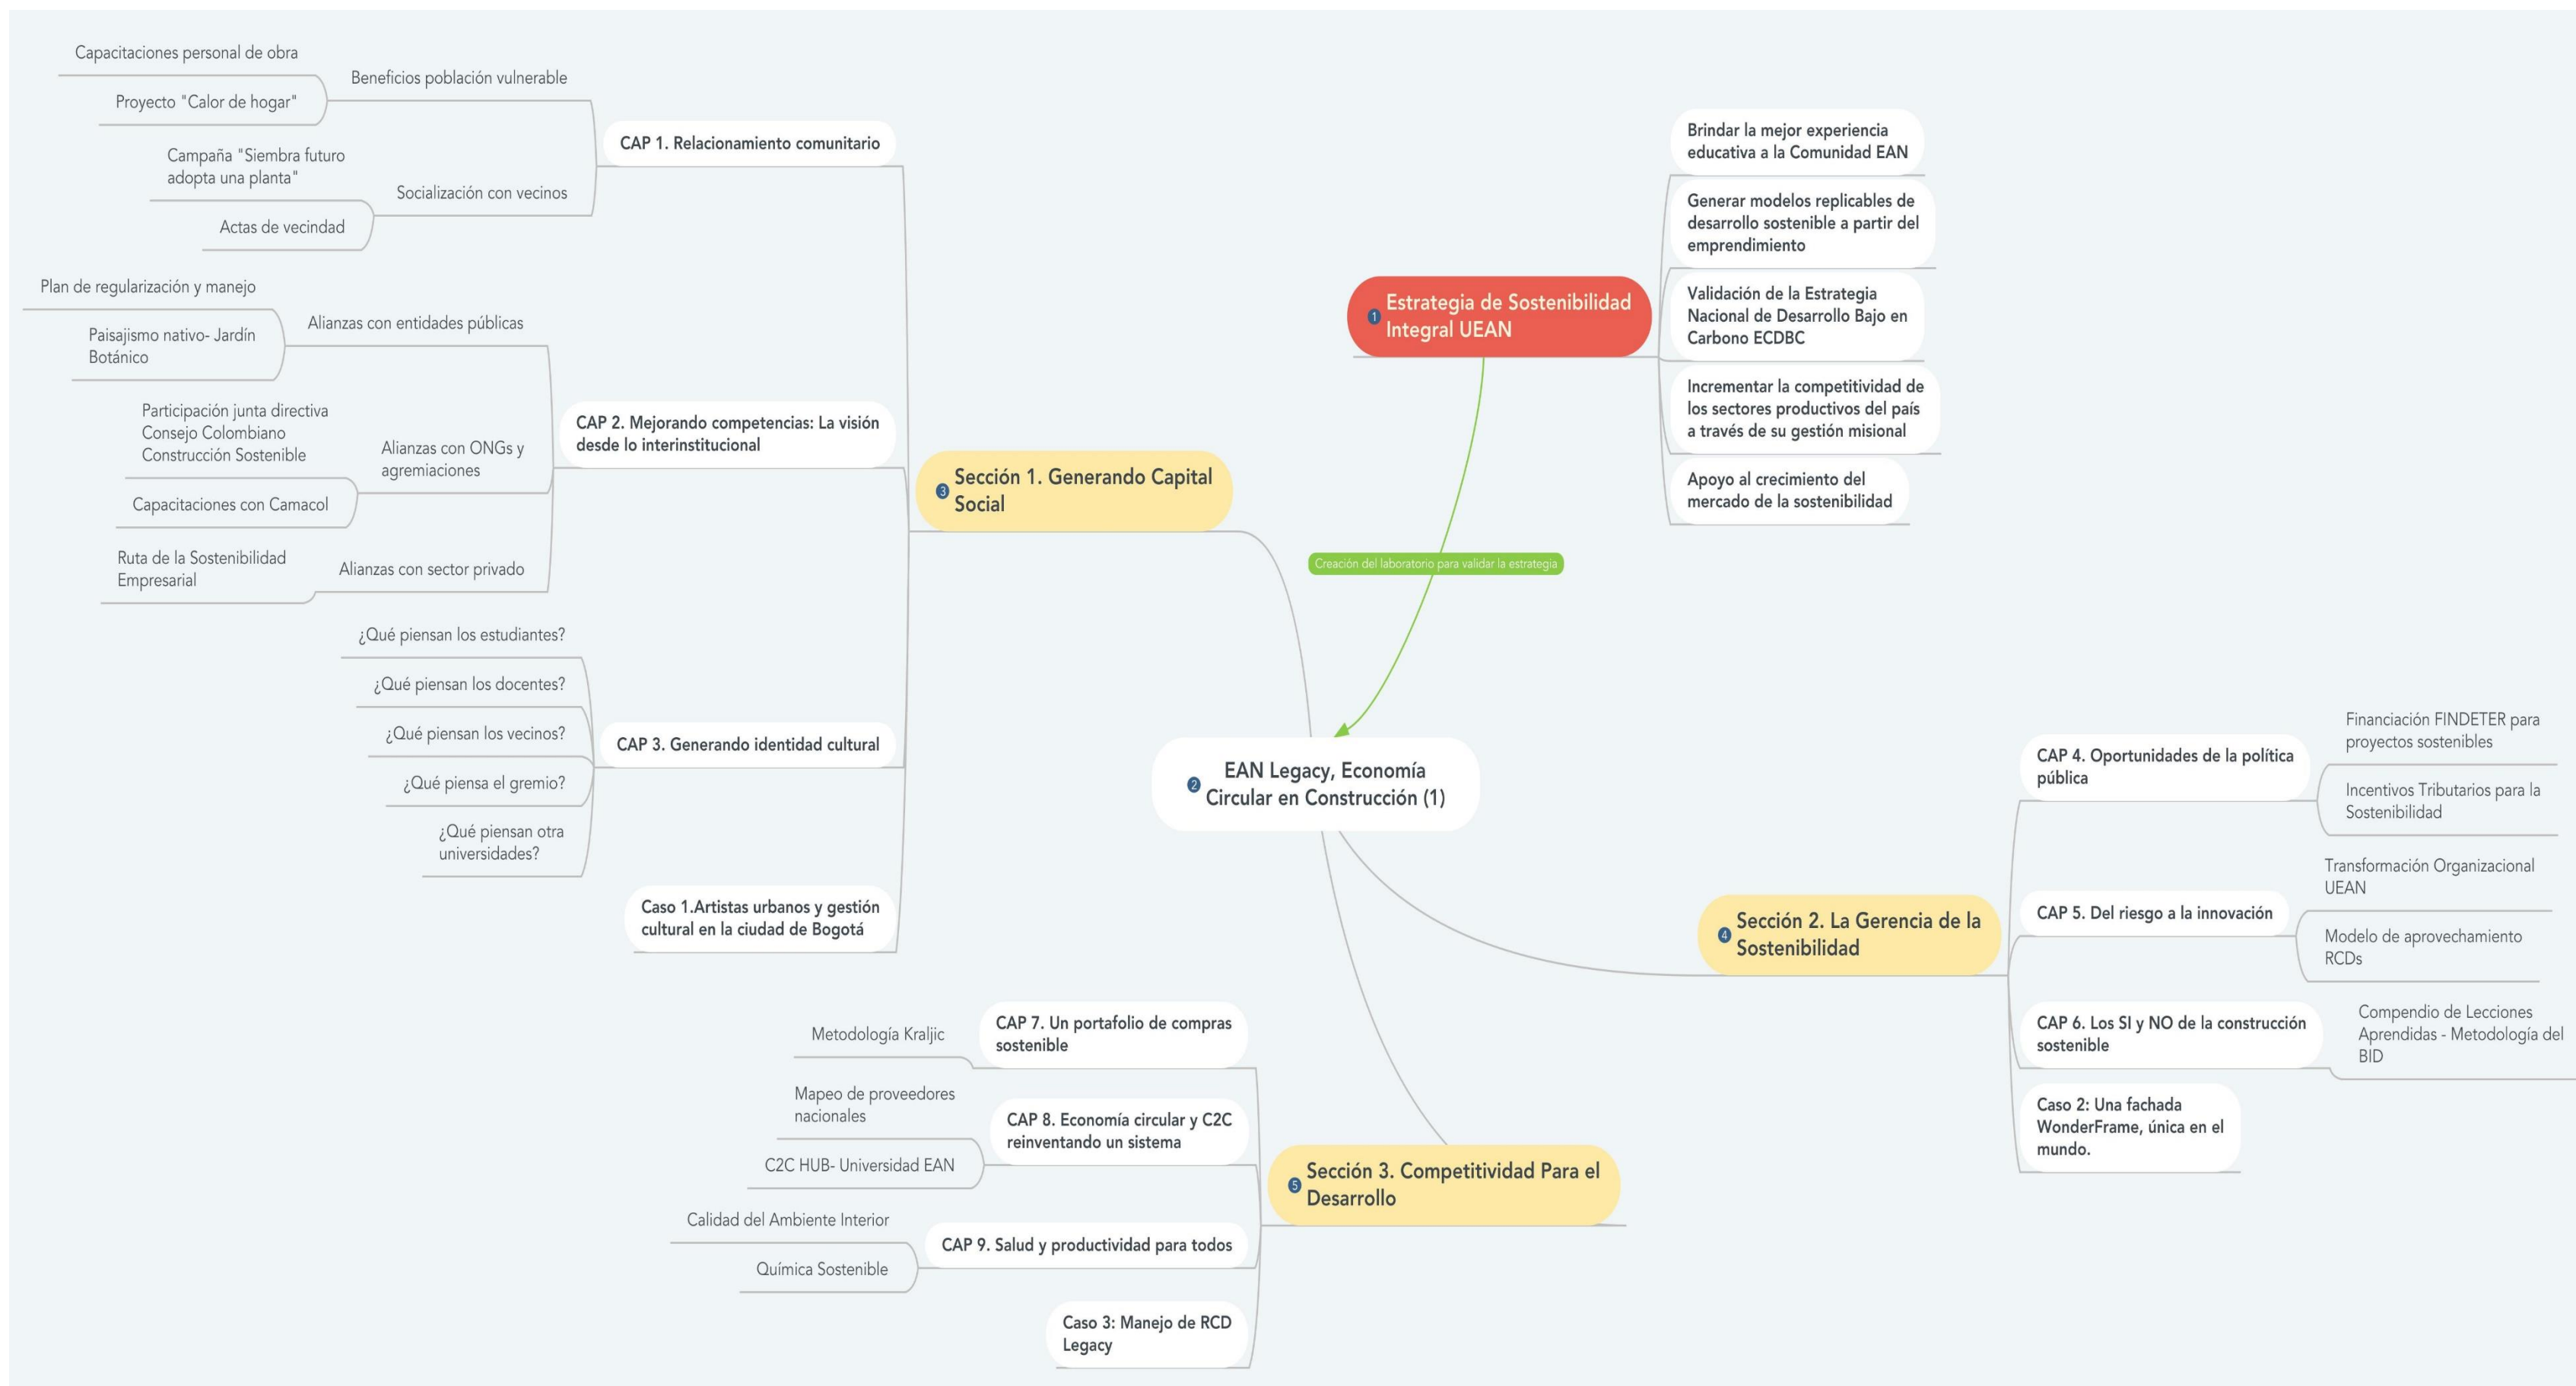 1
Estrategia de Sostenibilidad
Integral UEAN
Brindar la mejor experiencia
educativa a la Comunidad EAN
Generar modelos replicables de
desarrollo sostenible a partir del
emprendimiento
Validación de la Estrategia
Nacional de Desarrollo Bajo en
Carbono ECDBC
Incrementar la competitividad de
los sectores productivos del país
a través de su gestión misional
Apoyo al crecimiento del
mercado de la sostenibilidad
Creación del laboratorio para validar la estrategia
2
EAN Legacy, Economía
Circular en Construcción (1)
3
Sección 1. Generando Capital
Social
CAP 1. Relacionamiento comunitario
Beneficios población vulnerable
Capacitaciones personal de obra
Proyecto "Calor de hogar"
Socialización con vecinos
Campaña "Siembra futuro
adopta una planta"
Actas de vecindad
CAP 2. Mejorando competencias: La visión
desde lo interinstitucional
Alianzas con entidades públicas
Plan de regularización y manejo
Paisajismo nativo- Jardín
Botánico
Alianzas con ONGs y
agremiaciones
Participación junta directiva
Consejo Colombiano
Construcción Sostenible
Capacitaciones con Camacol
Alianzas con sector privado
Ruta de la Sostenibilidad
Empresarial
CAP 3. Generando identidad cultural
¿Qué piensan los estudiantes?
¿Qué piensan los docentes?
¿Qué piensan los vecinos?
¿Qué piensa el gremio?
¿Qué piensan otra
universidades?
Caso 1.Artistas urbanos y gestión
cultural en la ciudad de Bogotá
4
Sección 2. La Gerencia de la
Sostenibilidad
CAP 4. Oportunidades de la política
pública
Financiación FINDETER para
proyectos sostenibles
Incentivos Tributarios para la
Sostenibilidad
CAP 5. Del riesgo a la innovación
Transformación Organizacional
UEAN
Modelo de aprovechamiento
RCDs
CAP 6. Los SI y NO de la construcción
sostenible
Compendio de Lecciones
Aprendidas - Metodología del
BID
Caso 2: Una fachada
WonderFrame, única en el
mundo.
5
Sección 3. Competitividad Para el
Desarrollo
CAP 7. Un portafolio de compras
sostenible
Metodología Kraljic
CAP 8. Economía circular y C2C
reinventando un sistema
Mapeo de proveedores
nacionales
C2C HUB- Universidad EAN
CAP 9. Salud y productividad para todos
Calidad del Ambiente Interior
Química Sostenible
Caso 3: Manejo de RCD
Legacy